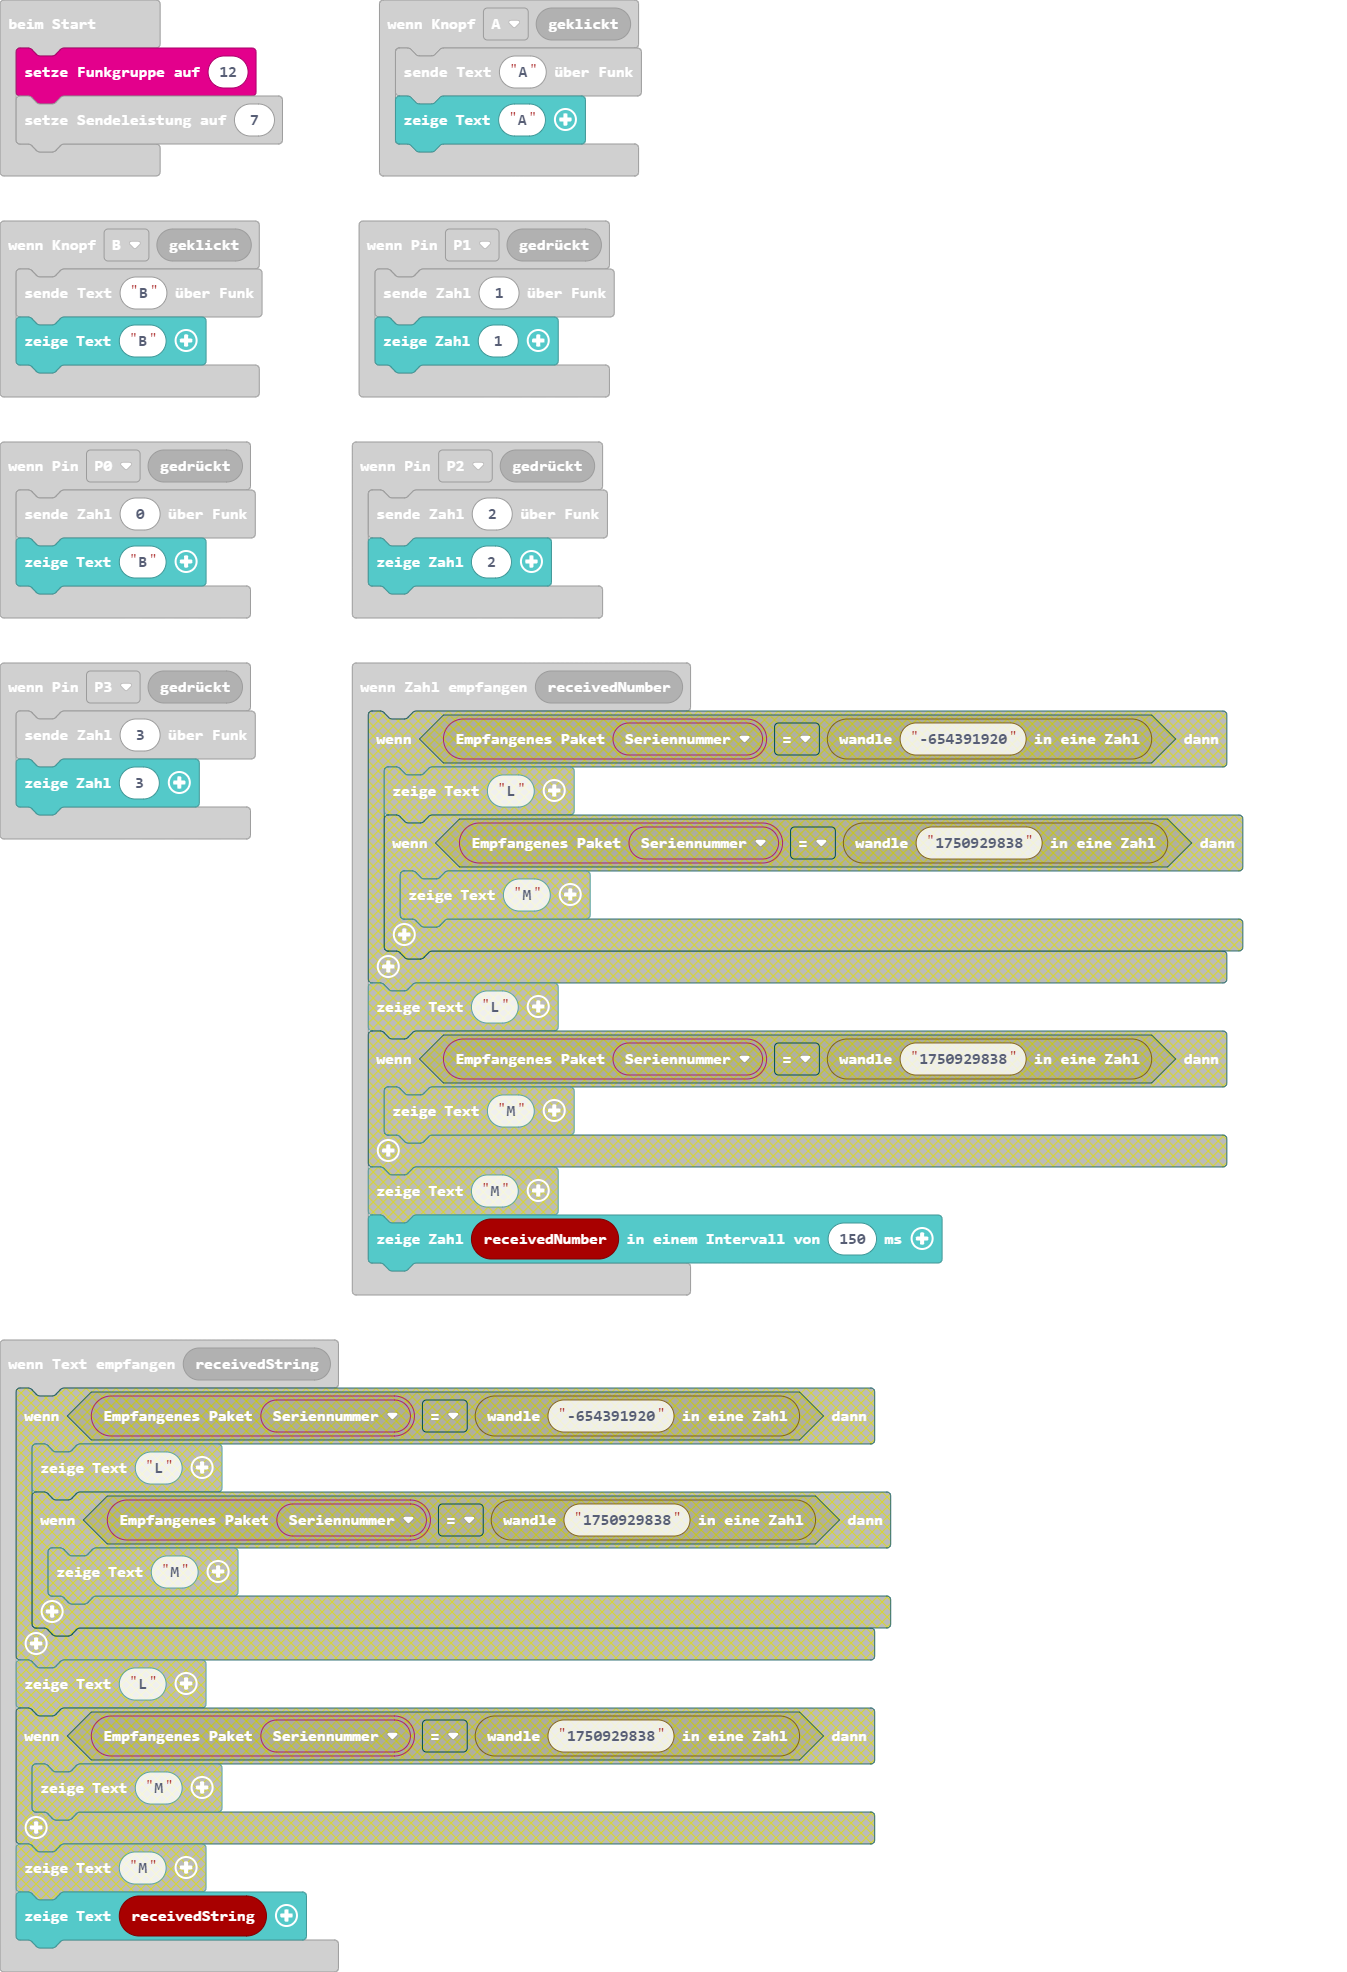 beim Start
setze Funkgruppe auf 12
setze Sendeleistung auf 7
wenn Knopf A geklickt
sende Text "A" über Funk
zeige Text "A"
wenn Knopf B geklickt
sende Text "B" über Funk
zeige Text "B"
wenn Pin P1 gedrückt
sende Zahl 1 über Funk
zeige Zahl 1
wenn Pin P0 gedrückt
sende Zahl 0 über Funk
zeige Text "B"
wenn Pin P2 gedrückt
sende Zahl 2 über Funk
zeige Zahl 2
wenn Pin P3 gedrückt
sende Zahl 3 über Funk
zeige Zahl 3
wenn Zahl empfangen receivedNumber
wenn Empfangenes Paket Seriennummer = wandle "-654391920" in eine Zahl dann
zeige Text "L"
wenn Empfangenes Paket Seriennummer = wandle "1750929838" in eine Zahl dann
zeige Text "M"
zeige Text "L"
wenn Empfangenes Paket Seriennummer = wandle "1750929838" in eine Zahl dann
zeige Text "M"
zeige Text "M"
zeige Zahl receivedNumber in einem Intervall von 150 ms
wenn Text empfangen receivedString
wenn Empfangenes Paket Seriennummer = wandle "-654391920" in eine Zahl dann
zeige Text "L"
wenn Empfangenes Paket Seriennummer = wandle "1750929838" in eine Zahl dann
zeige Text "M"
zeige Text "L"
wenn Empfangenes Paket Seriennummer = wandle "1750929838" in eine Zahl dann
zeige Text "M"
zeige Text "M"
zeige Text receivedString